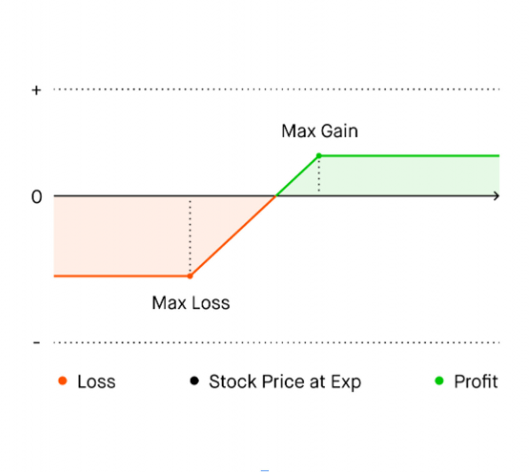 +
Max Gain
0
Max Loss
-
Loss
Stock Price at Exp
Profit